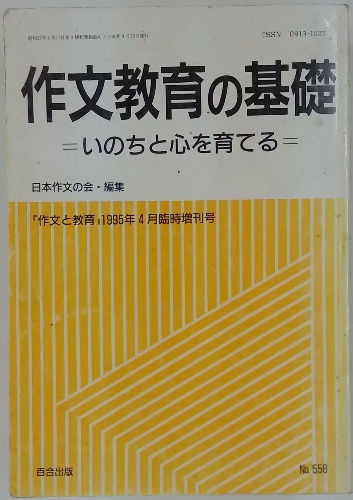 ISSN 0913-1027
作文教育の基礎
=いのちと心を育てる=
日本作文の会・編集
『作文と教育』1995年4月臨時増刊号
百合出版
No.558